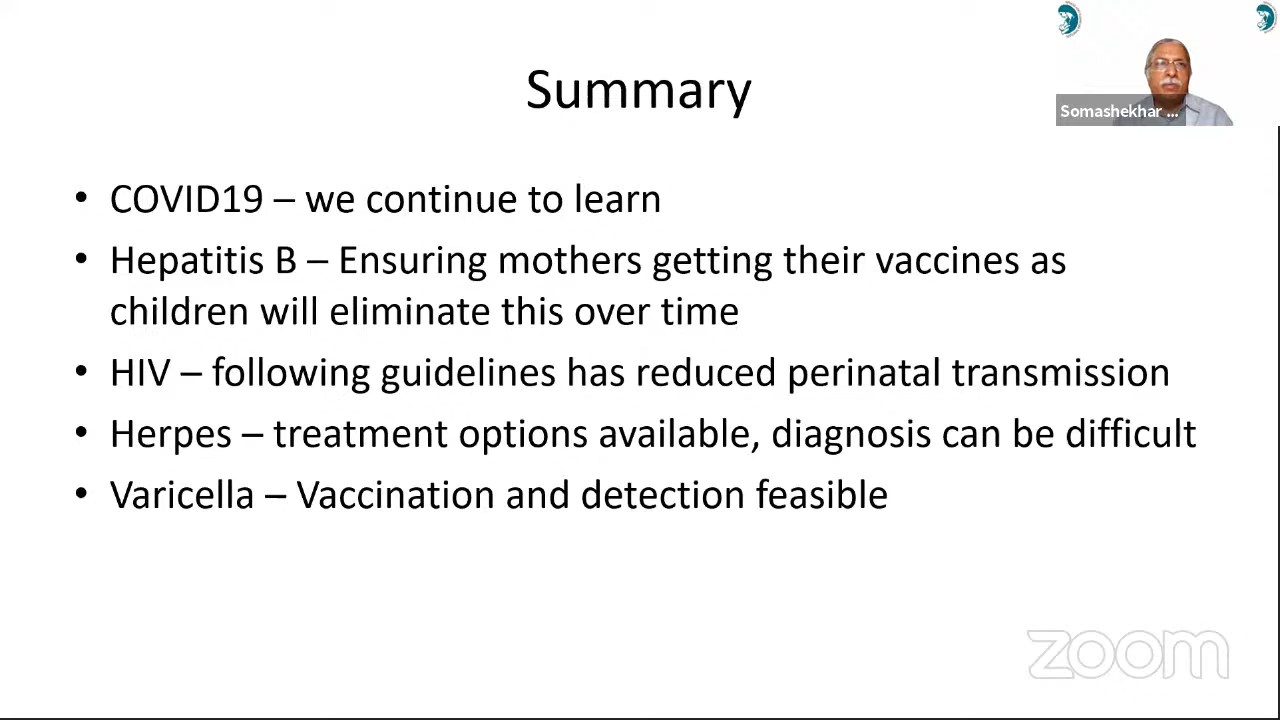 Summary
Somashekhar ...
• COVID19 – we continue to learn
• Hepatitis B – Ensuring mothers getting their vaccines as
children will eliminate this over time
• HIV – following guidelines has reduced perinatal transmission
• Herpes – treatment options available, diagnosis can be difficult
• Varicella – Vaccination and detection feasible
zoom